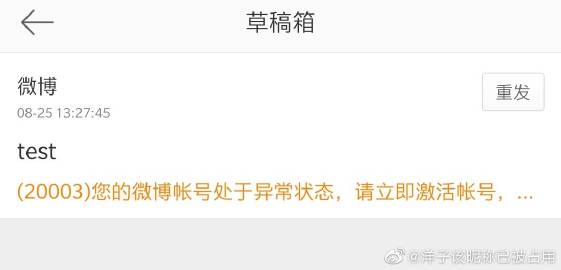 草稿箱
微博
重发
08-25 13:27:45
test
(20003)您的微博帐号处于异常状态，请立即激活帐号，...
@洋子该昵称已被占用